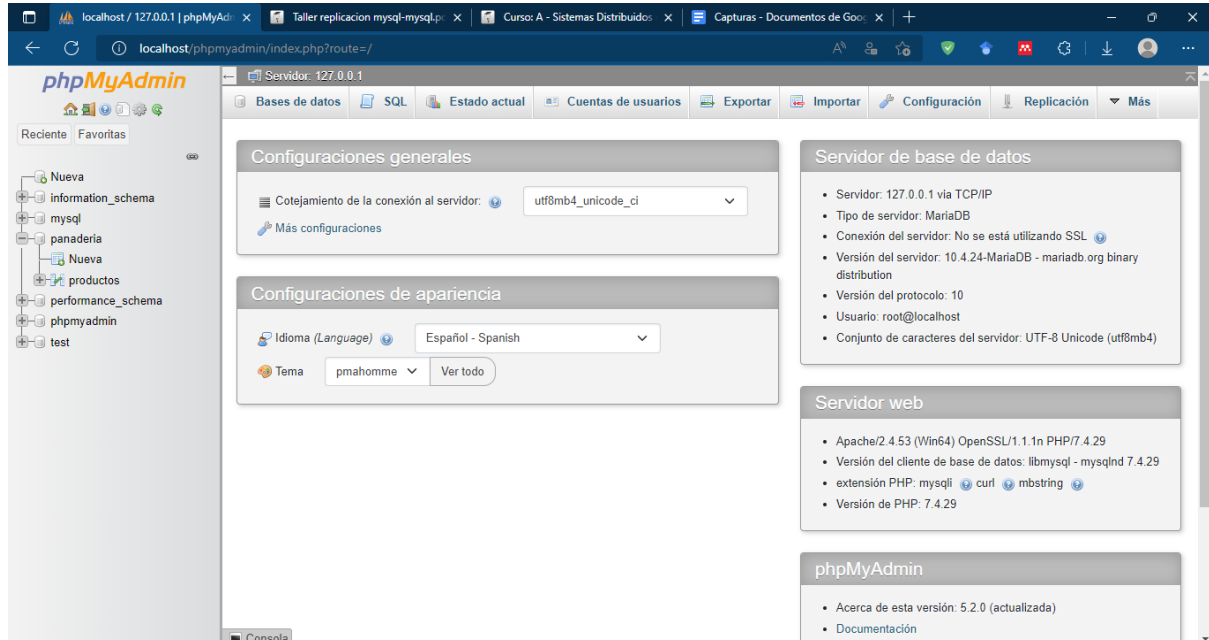 localhost / 127.0.0.1 | phpMyAdn
Taller replicacion mysql-mysql.pc
Curso: A - Sistemas Distribuidos
Capturas - Documentos de Goog
localhost/phpmyadmin/index.php?route=/
phpMyAdmin
Reciente Favoritas
Nueva
information_schema
mysql
panaderia
Nueva
productos
performance_schema
phpmyadmin
test
Servidor: 127.0.0.1
Bases de datos SQL Estado actual Cuentas de usuarios Exportar Importar Configuración Replicación Más
Configuraciones generales
Cotejamiento de la conexión al servidor: utf8mb4_unicode_ci
Más configuraciones
Configuraciones de apariencia
Idioma (Language) Español - Spanish
Tema pmahomme Ver todo
Servidor de base de datos
Servidor: 127.0.0.1 via TCP/IP
Tipo de servidor: MariaDB
Conexión del servidor: No se está utilizando SSL
Versión del servidor: 10.4.24-MariaDB - mariadb.org binary
distribution
Versión del protocolo: 10
Usuario: root@localhost
Conjunto de caracteres del servidor: UTF-8 Unicode (utf8mb4)
Servidor web
Apache/2.4.53 (Win64) OpenSSL/1.1.1n PHP/7.4.29
Versión del cliente de base de datos: libmysql - mysqlnd 7.4.29
extensión PHP: mysqli curl mbstring
Versión de PHP: 7.4.29
phpMyAdmin
Acerca de esta versión: 5.2.0 (actualizada)
Documentación
Consola